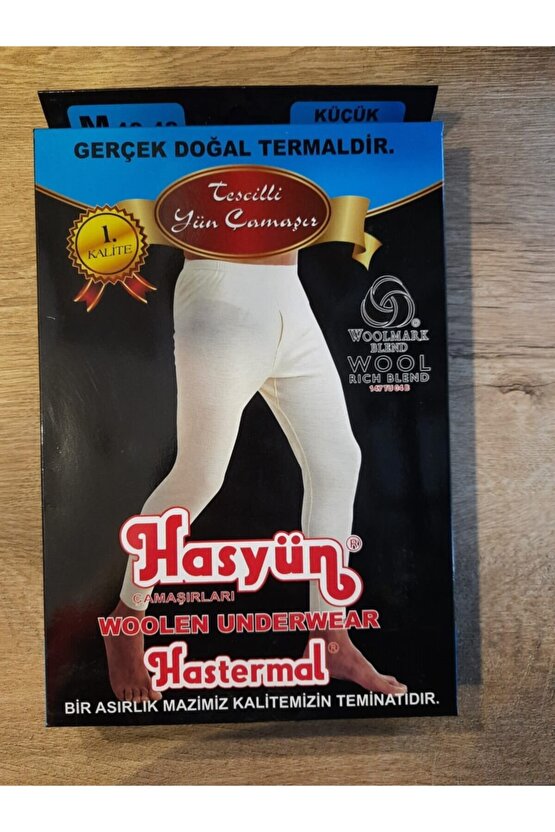 M
KÜÇÜK
GERÇEK DOĞAL TERMALDİR.
Tescilli
Yün Çamaşır
1.
KALİTE
WOOLMARK
BLEND
WOOL
RICH BLEND
Hasyün
ÇAMAŞIRLARI
WOOLEN UNDERWEAR
Hastermal
BİR ASIRLIK MAZİMİZ KALİTEMİZİN TEMİNATIDIR.